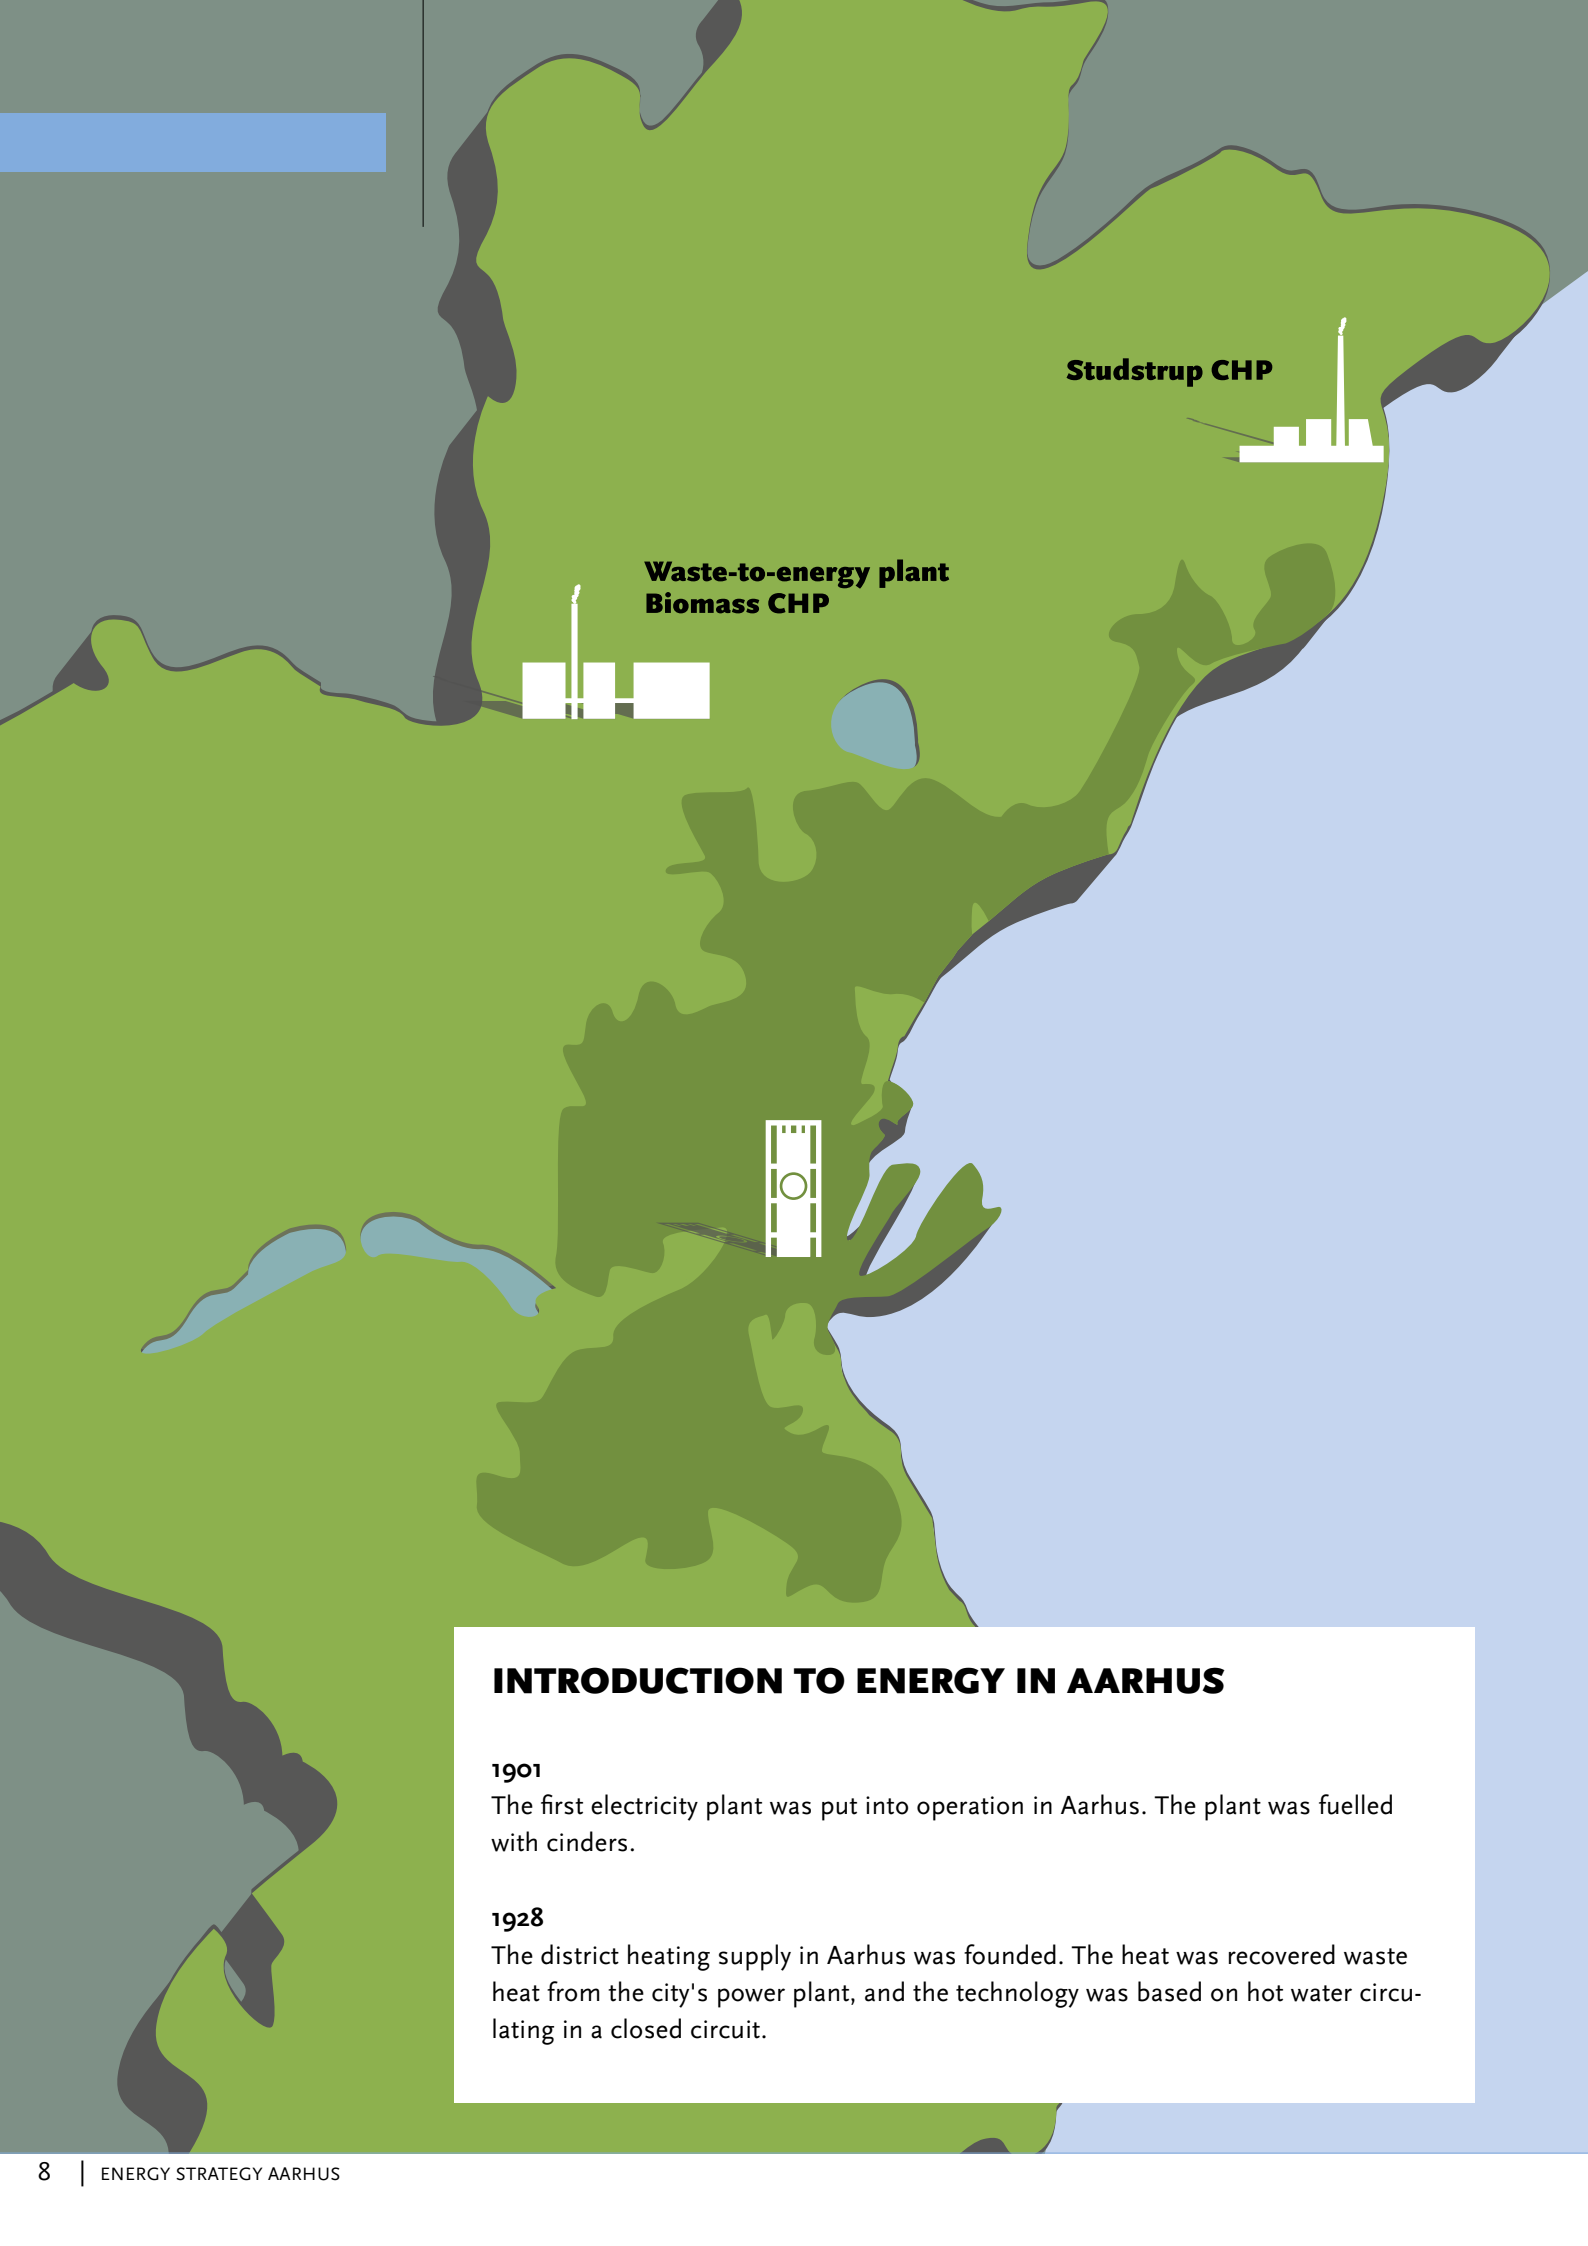 Studstrup CHP
Waste-to-energy plant
Biomass CHP
INTRODUCTION TO ENERGY IN AARHUS
1901
The first electricity plant was put into operation in Aarhus. The plant was fuelled
with cinders.
1928
The district heating supply in Aarhus was founded. The heat was recovered waste
heat from the city's power plant, and the technology was based on hot water circu-
lating in a closed circuit.
8 | ENERGY STRATEGY AARHUS